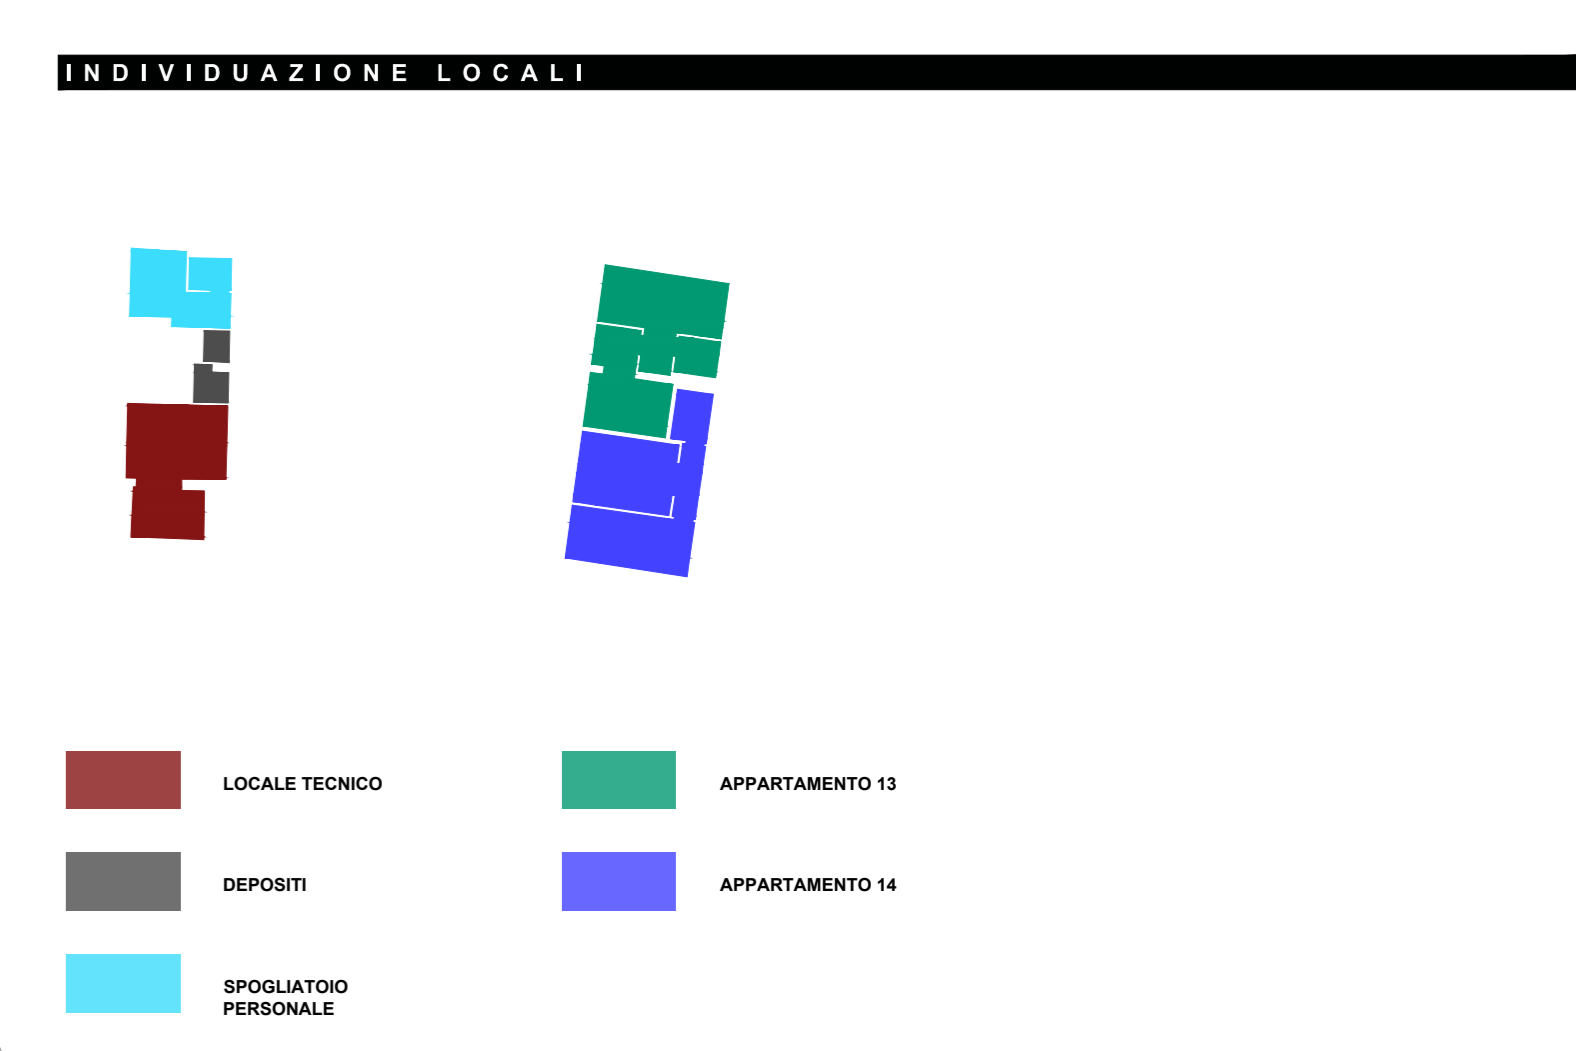 INDIVIDUAZIONE LOCALI
LOCALE TECNICO
APPARTAMENTO 13
DEPOSITI
APPARTAMENTO 14
SPOGLIATOIO
PERSONALE